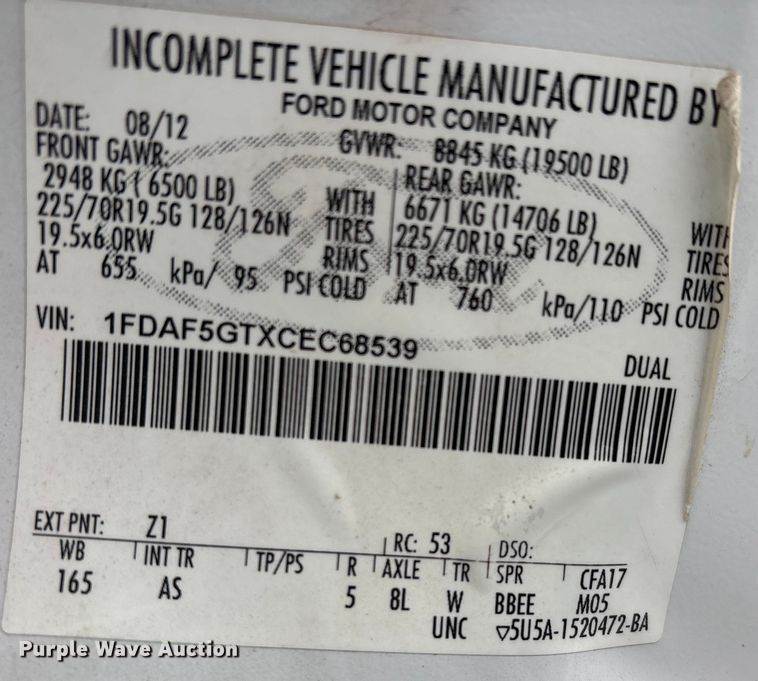 INCOMPLETE VEHICLE MANUFACTURED BY
FORD MOTOR COMPANY
DATE: 08/12 GVWR: 8845 KG (19500 LB)
FRONT GAWR: REAR GAWR:
2948 KG ( 6500 LB) WITH 6671 KG (14706 LB) WITH
225/70R19.5G 128/126N TIRES 225/70R19.5G 128/126N TIRES
19.5x6.0RW RIMS 19.5x6.0RW RIMS
AT 655 kPa/ 95 PSI COLD AT 760 kPa/110 PSI COLD
VIN: 1FDAF5GTXCEC68539
DUAL
EXT PNT: Z1 RC: 53 DSO:
WB INT TR TP/PS R AXLE TR SPR CFA17
165 AS 5 8L W BBEE M05
UNC ▽5U5A-1520472-BA
Purple Wave Auction